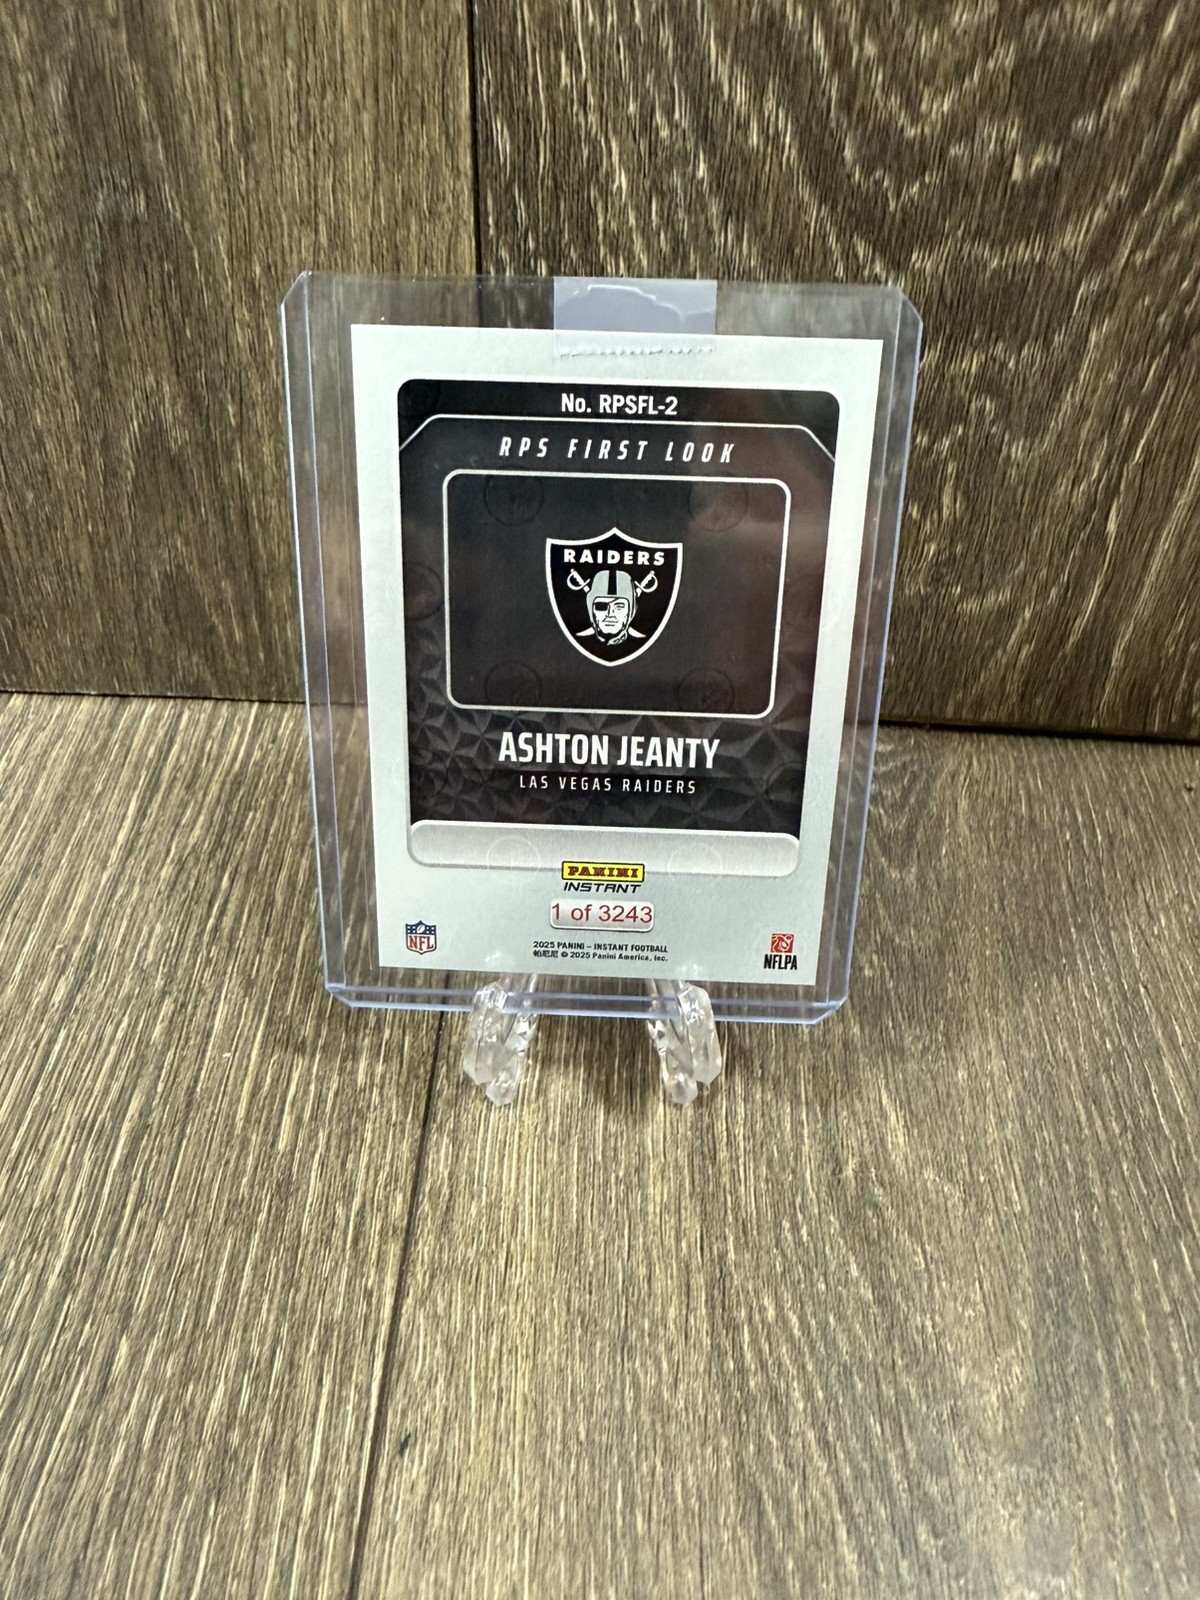 No. RPSFL-2
RPS FIRST LOOK
RAIDERS
ASHTON JEANTY
LAS VEGAS RAIDERS
PANINI
INSTANT
1 of 3243
NFL
2025 PANINI – INSTANT FOOTBALL
帕尼尼 © 2025 Panini America, Inc.
NFLPA